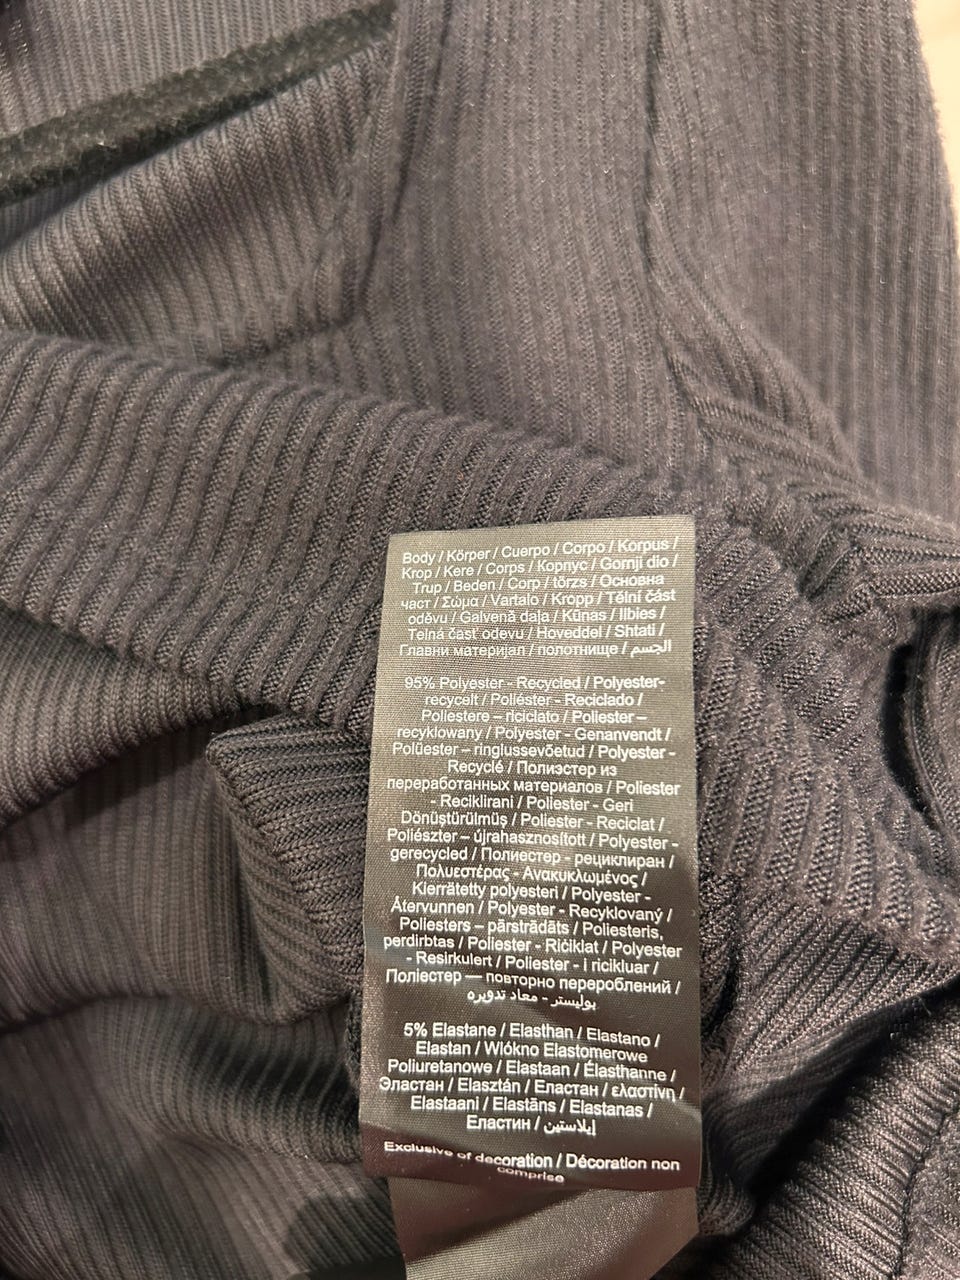 Body / Körper / Cuerpo / Corpo / Korpus /
Krop / Kere / Corps / Корпус / Gornji dio /
Trup / Beden / Corp / törzs / Основна
част / Σώμα / Vartalo / Kropp / Tělní část
oděvu / Galvenā daļa / Kūnas / Ilbies /
Telná časť odevu / Hoveddel / Shtati /
Главни материјал / полотнище / الجسم
95% Polyester - Recycled / Polyester-
recycelt / Poliéster - Reciclado /
Poliestere – riciclato / Poliester –
recyklowany / Polyester - Genanvendt /
Polüester – ringlussevõetud / Polyester -
Recyclé / Полиэстер из
переработанных материалов / Poliester
- Reciklirani / Poliester - Geri
Dönüştürülmüş / Poliester - Reciclat /
Poliészter – újrahasznosított / Polyester -
gerecycled / Полиестер - рециклиран /
Πολυεστέρας - Ανακυκλωμένος /
Kierrätetty polyesteri / Polyester -
Återvunnen / Polyester - Recyklovaný /
Poliesters – pārstrādāts / Poliesteris,
perdirbtas / Poliester - Riċiklat / Polyester
- Resirkulert / Poliester - i ricikluar /
Поліестер — повторно перероблений /
بوليستر - معاد تدويره
5% Elastane / Elasthan / Elastano /
Elastan / Włókno Elastomerowe
Poliuretanowe / Elastaan / Élasthanne /
Эластан / Elasztán / Еластан / ελαστίνη /
Elastaani / Elastāns / Elastanas /
Еластин / إيلاستين
Exclusive of decoration / Décoration non
comprise